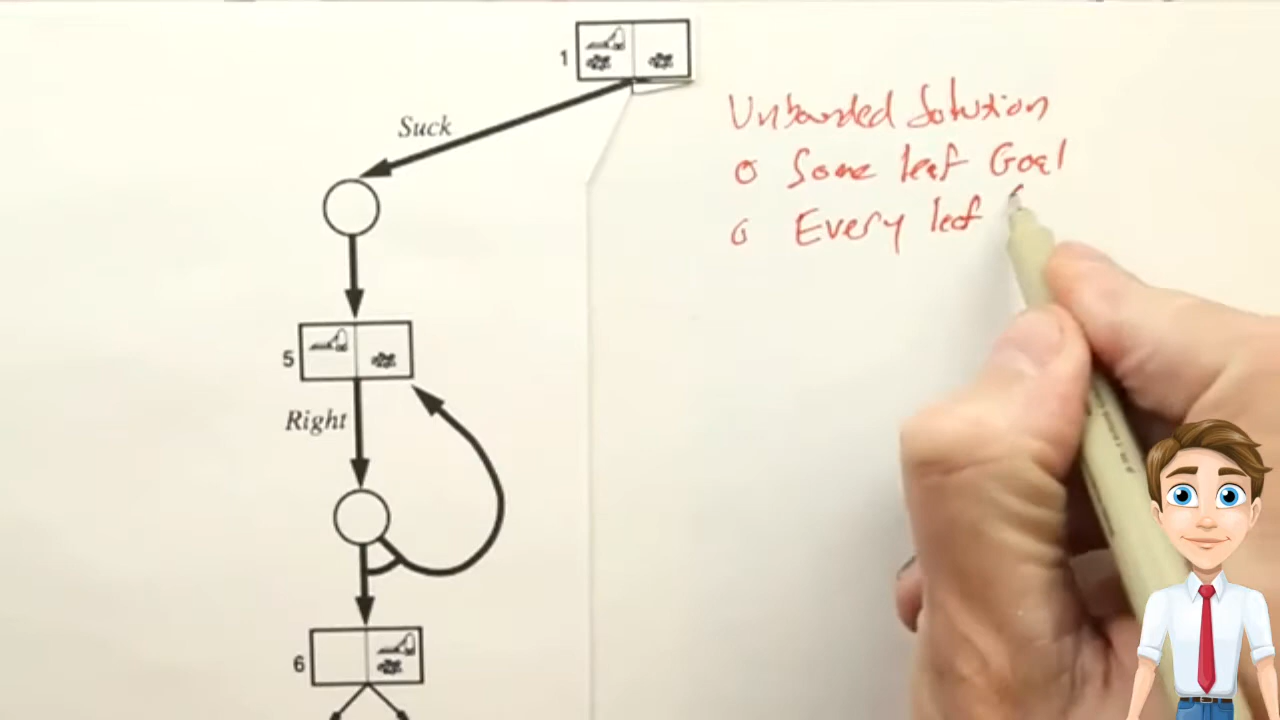 1
Suck
Unbounded Solution
o Some leaf Goal
o Every leaf
5
Right
6